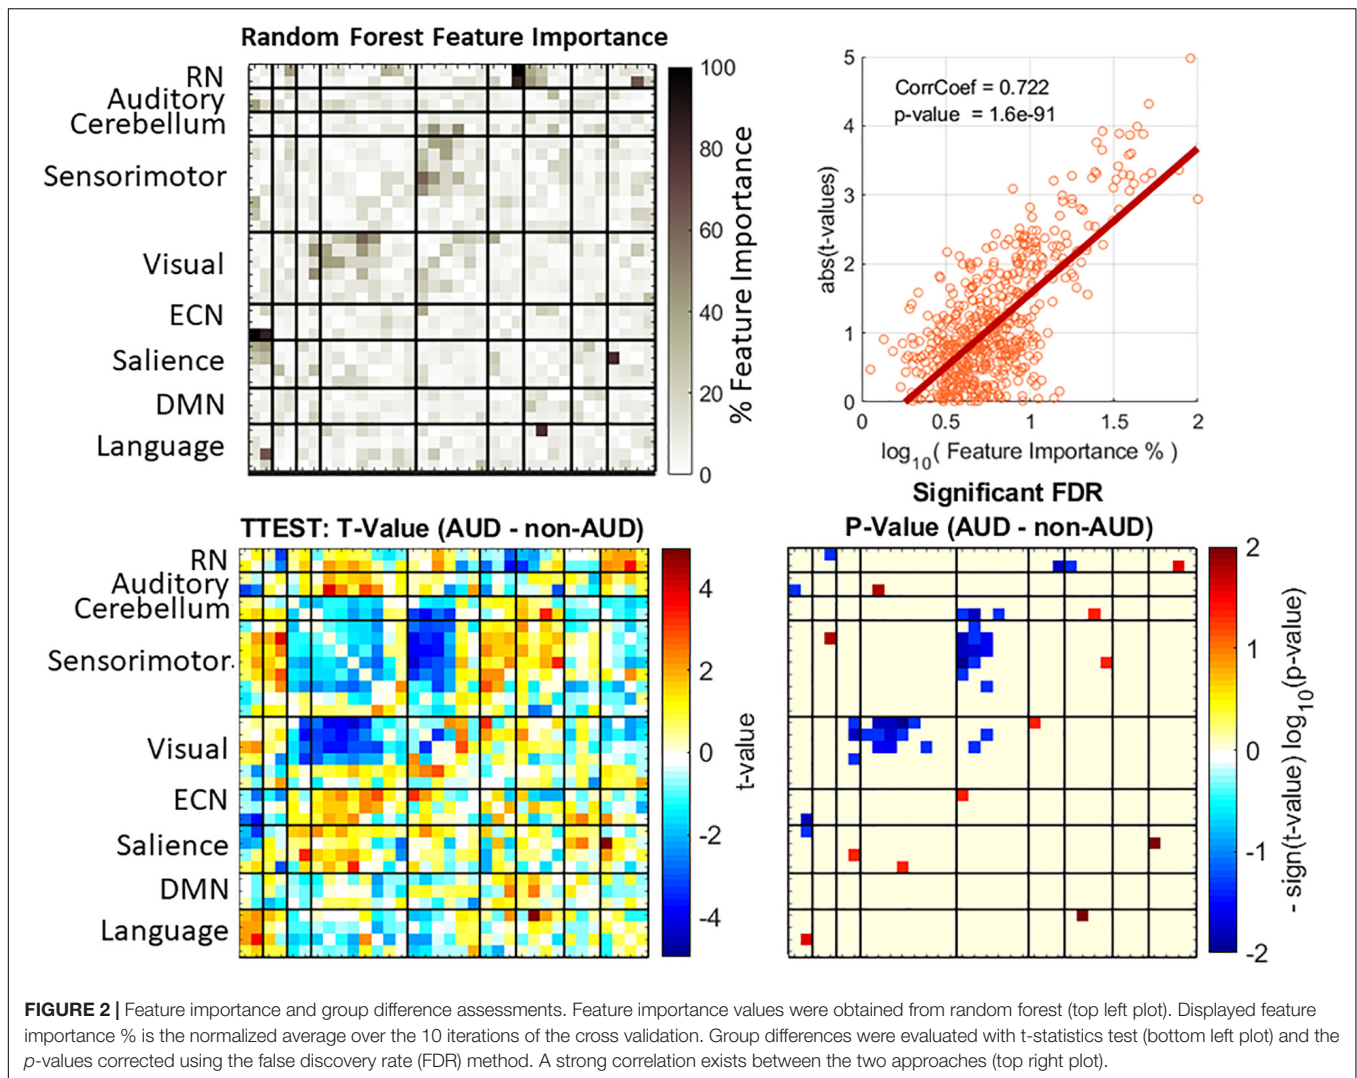 Random Forest Feature Importance
RN
Auditory
Cerebellum
Sensorimotor
Visual
ECN
Salience
DMN
Language
100
80
60
40
20
0
% Feature Importance
CorrCoef = 0.722
p-value = 1.6e-91
5
4
3
2
1
0
abs(t-values)
0
0.5
1
1.5
2
log10( Feature Importance % )
TTEST: T-Value (AUD - non-AUD)
RN
Auditory
Cerebellum
Sensorimotor
Visual
ECN
Salience
DMN
Language
4
2
0
-2
-4
t-value
Significant FDR
P-Value (AUD - non-AUD)
2
1
0
-1
-2
- sign(t-value) log10(p-value)
FIGURE 2 | Feature importance and group difference assessments. Feature importance values were obtained from random forest (top left plot). Displayed feature
importance % is the normalized average over the 10 iterations of the cross validation. Group differences were evaluated with t-statistics test (bottom left plot) and the
p-values corrected using the false discovery rate (FDR) method. A strong correlation exists between the two approaches (top right plot).